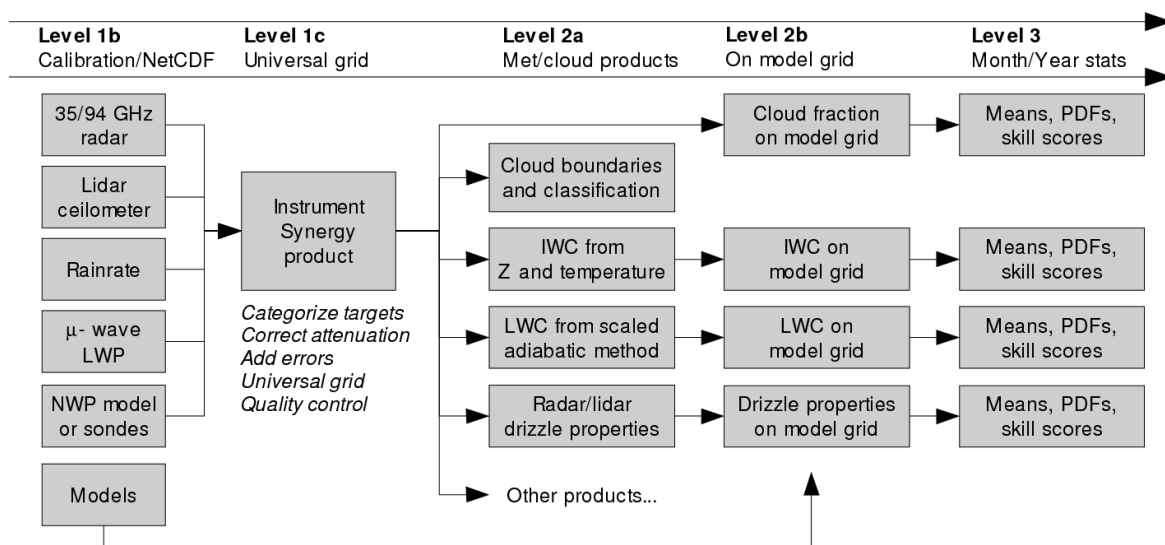 Level 1b
Calibration/NetCDF
Level 1c
Universal grid
Level 2a
Met/cloud products
Level 2b
On model grid
Level 3
Month/Year stats
35/94 GHz
radar
Lidar
ceilometer
Rainrate
μ- wave
LWP
NWP model
or sondes
Models
Instrument
Synergy
product
Categorize targets
Correct attenuation
Add errors
Universal grid
Quality control
Cloud boundaries
and classification
IWC from
Z and temperature
LWC from scaled
adiabatic method
Radar/lidar
drizzle properties
Other products...
Cloud fraction
on model grid
IWC on
model grid
LWC on
model grid
Drizzle properties
on model grid
Means, PDFs,
skill scores
Means, PDFs,
skill scores
Means, PDFs,
skill scores
Means, PDFs,
skill scores